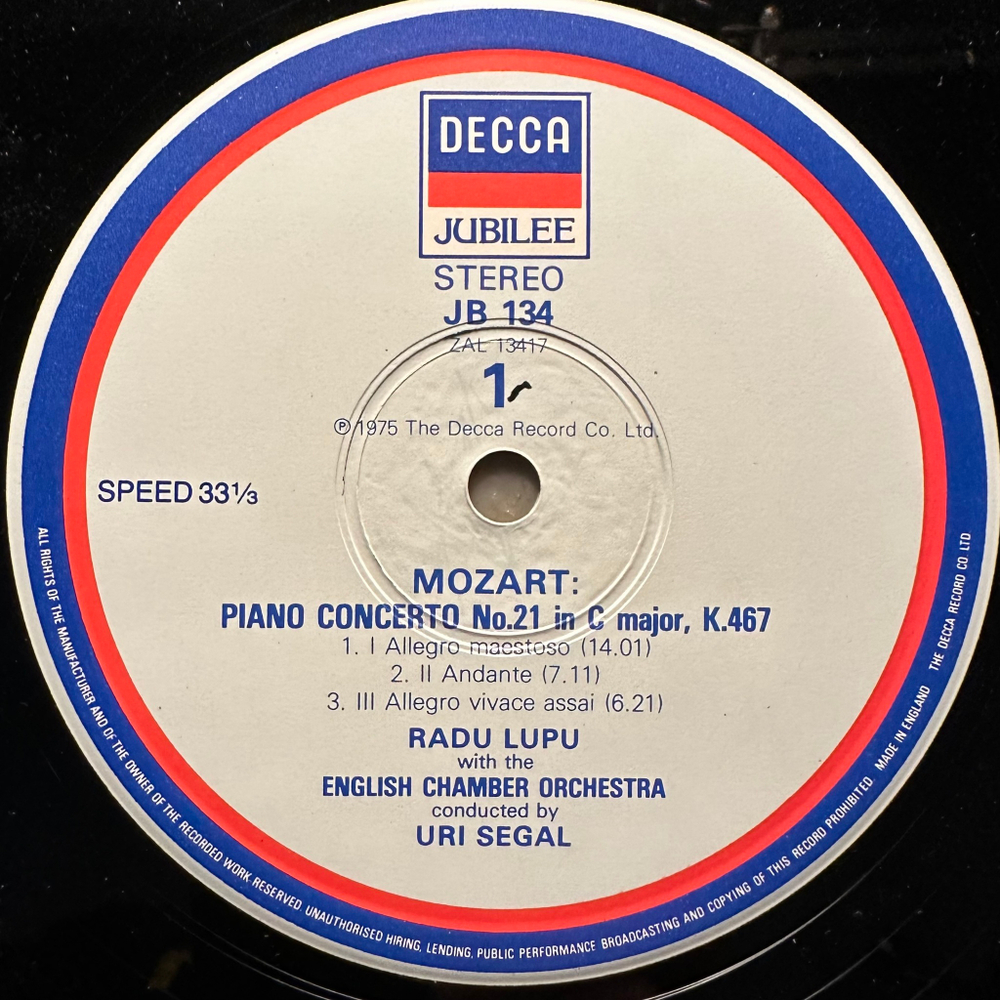 DECCA
JUBILEE
STEREO
JB 134
ZAL 13417
1
℗ 1975 The Decca Record Co. Ltd.
SPEED 33⅓
MOZART:
PIANO CONCERTO No.21 in C major, K.467
1. I Allegro maestoso (14.01)
2. II Andante (7.11)
3. III Allegro vivace assai (6.21)
RADU LUPU
with the
ENGLISH CHAMBER ORCHESTRA
conducted by
URI SEGAL
ALL RIGHTS OF THE MANUFACTURER AND OF THE OWNER OF THE RECORDED WORK RESERVED. UNAUTHORISED HIRING, LENDING, PUBLIC PERFORMANCE BROADCASTING AND COPYING OF THIS RECORD PROHIBITED. MADE IN ENGLAND THE DECCA RECORD CO. LTD.